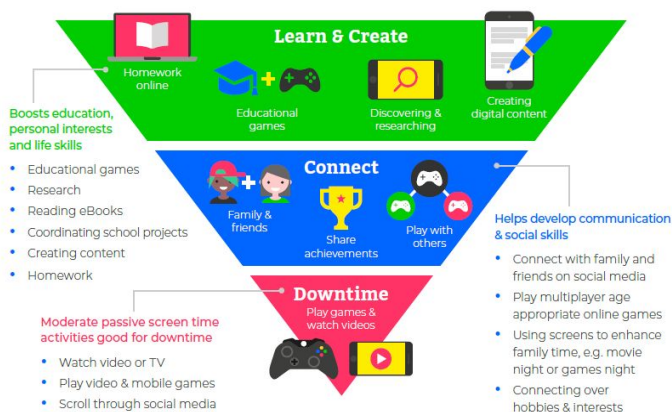 Learn & Create
Homework
online
Educational
games
Discovering &
researching
Creating
digital content
Boosts education,
personal interests
and life skills
• Educational games
• Research
• Reading eBooks
• Coordinating school projects
• Creating content
• Homework
Connect
Family &
friends
Share
achievements
Play with
others
Helps develop communication
& social skills
• Connect with family and
friends on social media
• Play multiplayer age
appropriate online games
• Using screens to enhance
family time, e.g. movie
night or games night
• Connecting over
hobbies & interests
Downtime
Play games &
watch videos
Moderate passive screen time
activities good for downtime
• Watch video or TV
• Play video & mobile games
• Scroll through social media